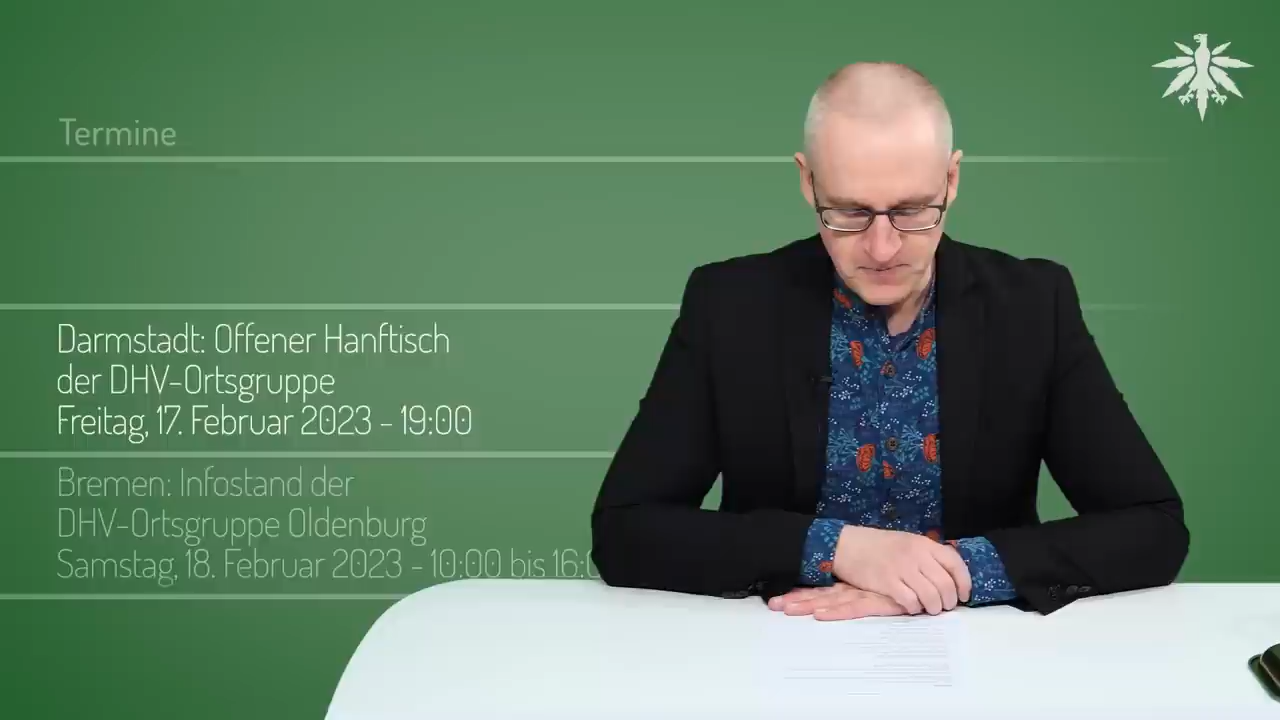 Termine
Darmstadt: Offener Hanftisch
der DHV-Ortsgruppe
Freitag, 17. Februar 2023 - 19:00
Bremen: Infostand der
DHV-Ortsgruppe Oldenburg
Samstag, 18. Februar 2023 - 10:00 bis